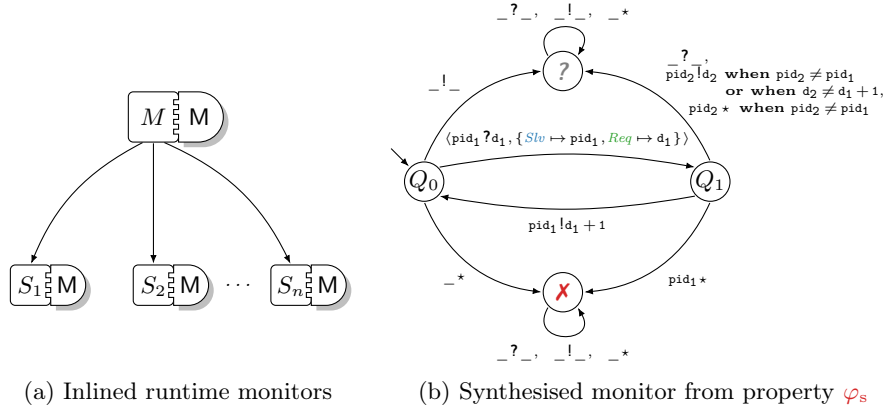 _?_, _!_, _⋆
?
_!_
_?_,
pid₂!d₂ when pid₂ ≠ pid₁
or when d₂ ≠ d₁ + 1,
pid₂⋆ when pid₂ ≠ pid₁
M M
⟨pid₁?d₁, {Slv ↦ pid₁, Req ↦ d₁}⟩
Q₀ Q₁
pid₁!d₁ + 1
S₁ M S₂ M ··· Sₙ M
_⋆ ✗ pid₁⋆
_?_, _!_, _⋆
(a) Inlined runtime monitors
(b) Synthesised monitor from property φₛ